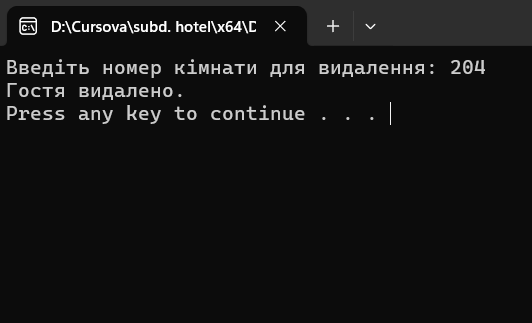 D:\Cursova\subd. hotel\x64\D
Введіть номер кімнати для видалення: 204
Гостя видалено.
Press any key to continue . . .